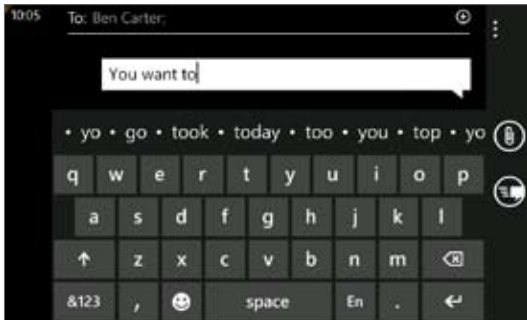 10:05 To: Ben Carter;
You want to
• yo • go • took • today • too • you • top • yo
q w e r t y u i o p
a s d f g h j k l
z x c v b n m
&123 , space En .